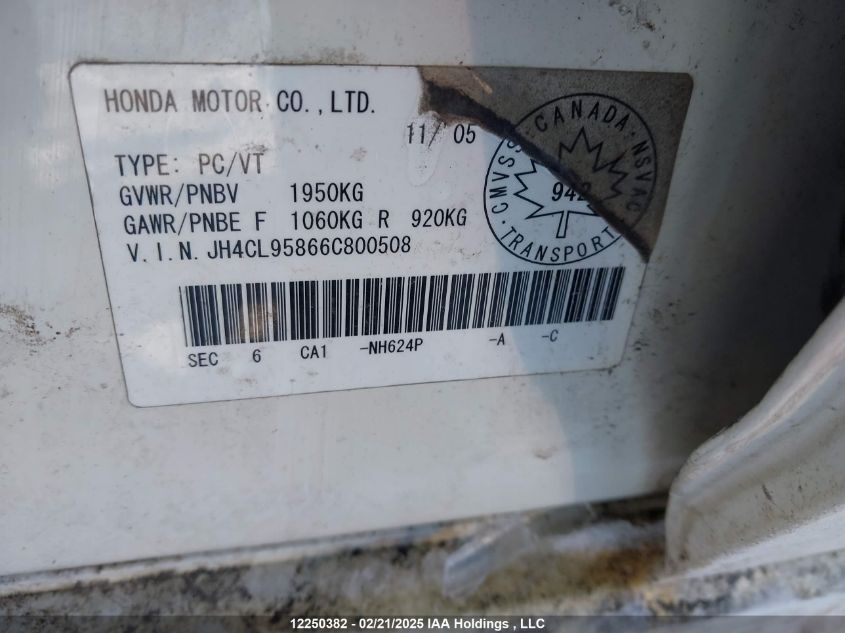 HONDA MOTOR CO.,LTD.
11/05
TYPE: PC/VT
GVWR/PNBV 1950KG
GAWR/PNBE F 1060KG R 920KG
V.I.N. JH4CL95866C800508
CANADA · NSVAC
CMVSS ·
942
TRANSPORT
SEC 6 CA1 -NH624P -A -C
12250382 - 02/21/2025 IAA Holdings , LLC